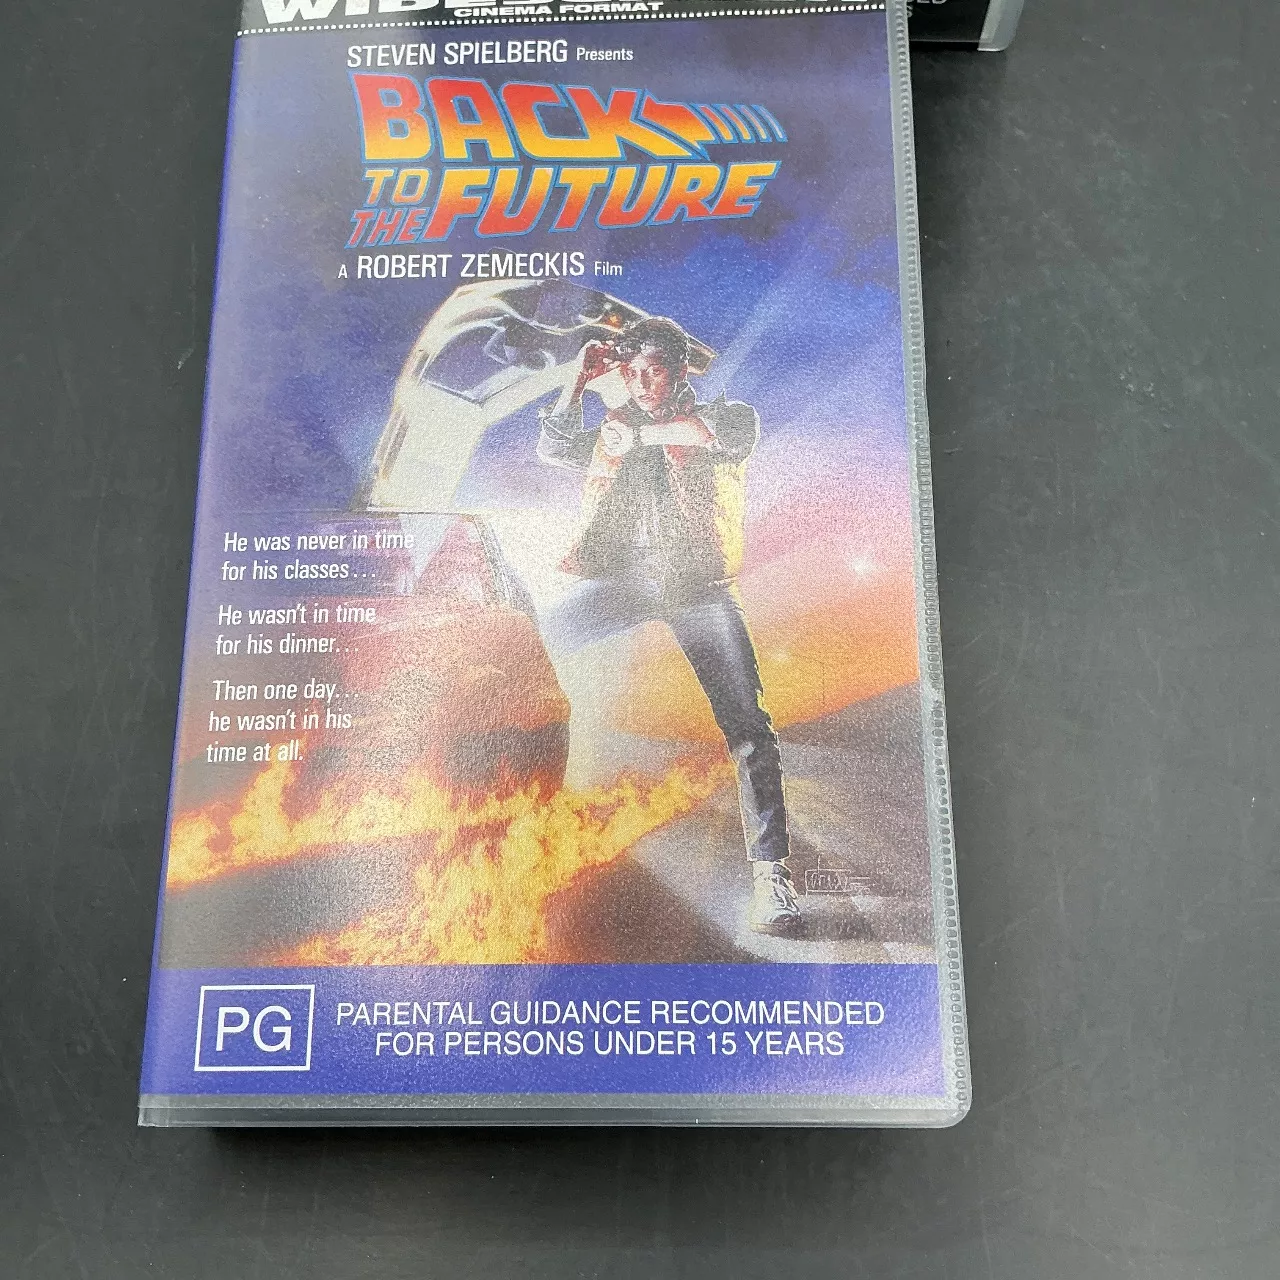 CINEMA FORMAT
STEVEN SPIELBERG Presents
BACK
TO
THE FUTURE
A ROBERT ZEMECKIS Film
He was never in time
for his classes...
He wasn't in time
for his dinner...
Then one day...
he wasn't in his
time at all.
PG
PARENTAL GUIDANCE RECOMMENDED
FOR PERSONS UNDER 15 YEARS